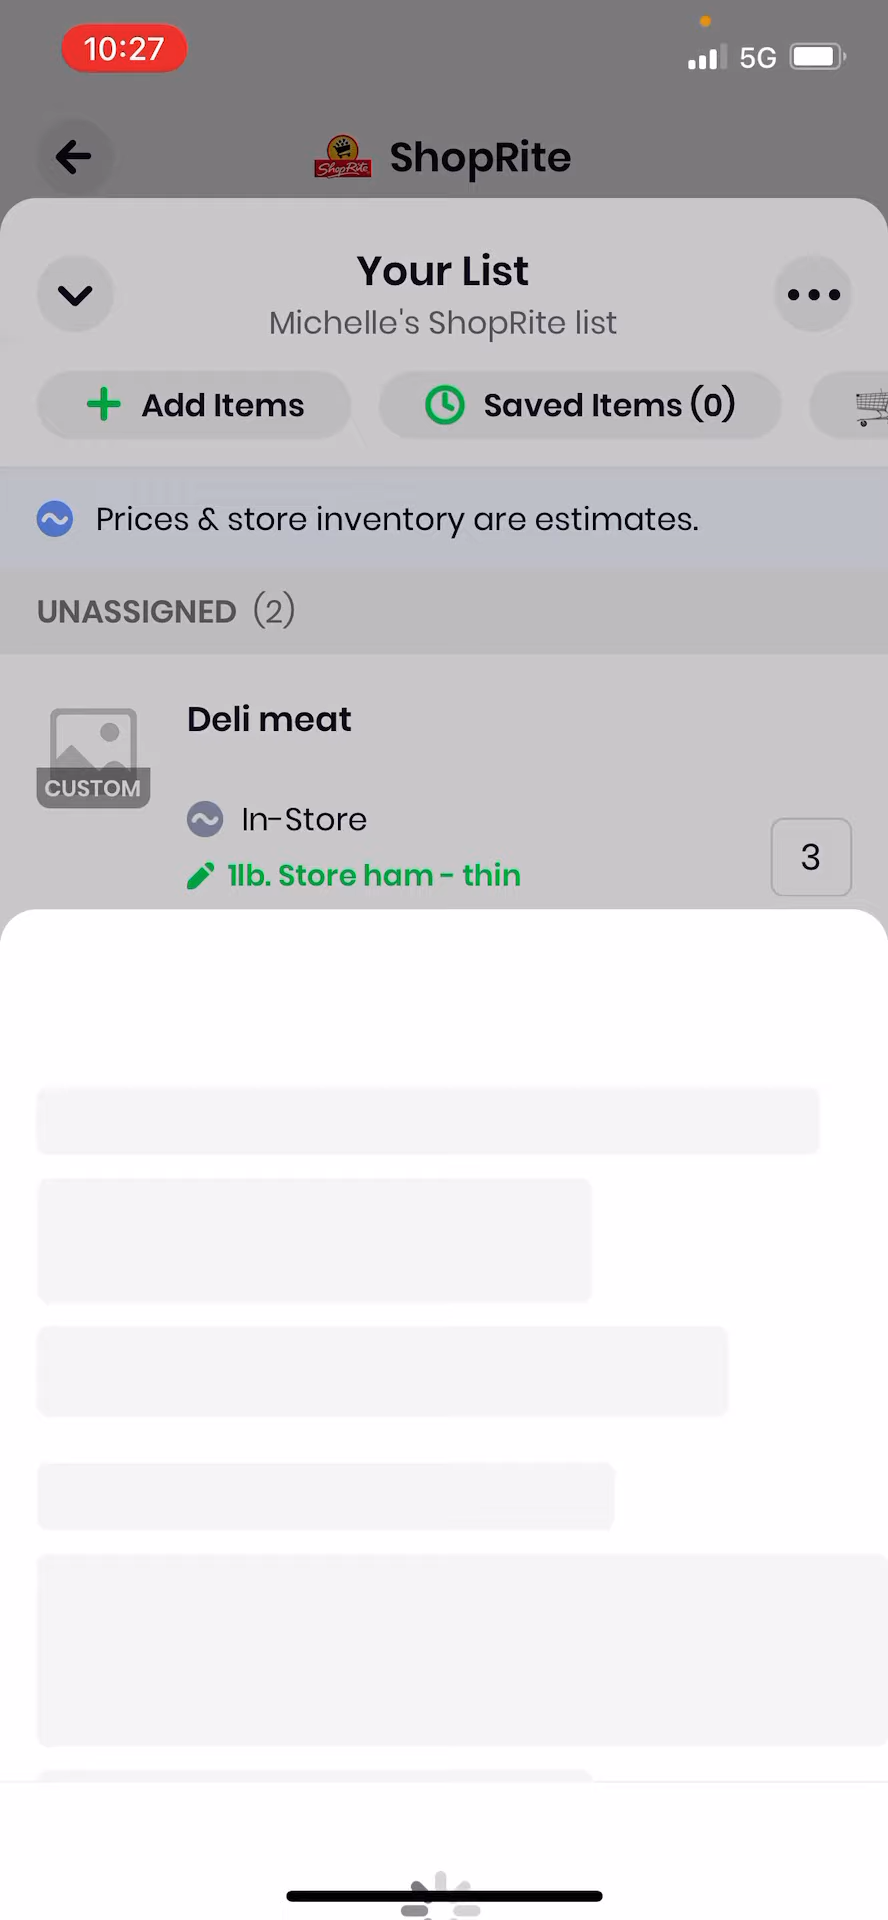 10:27
5G
ShopRite
ShopRite
Your List
Michelle's ShopRite list
Add Items
Saved Items (0)
Prices & store inventory are estimates.
UNASSIGNED (2)
Deli meat
CUSTOM
In-Store
1lb. Store ham - thin
3